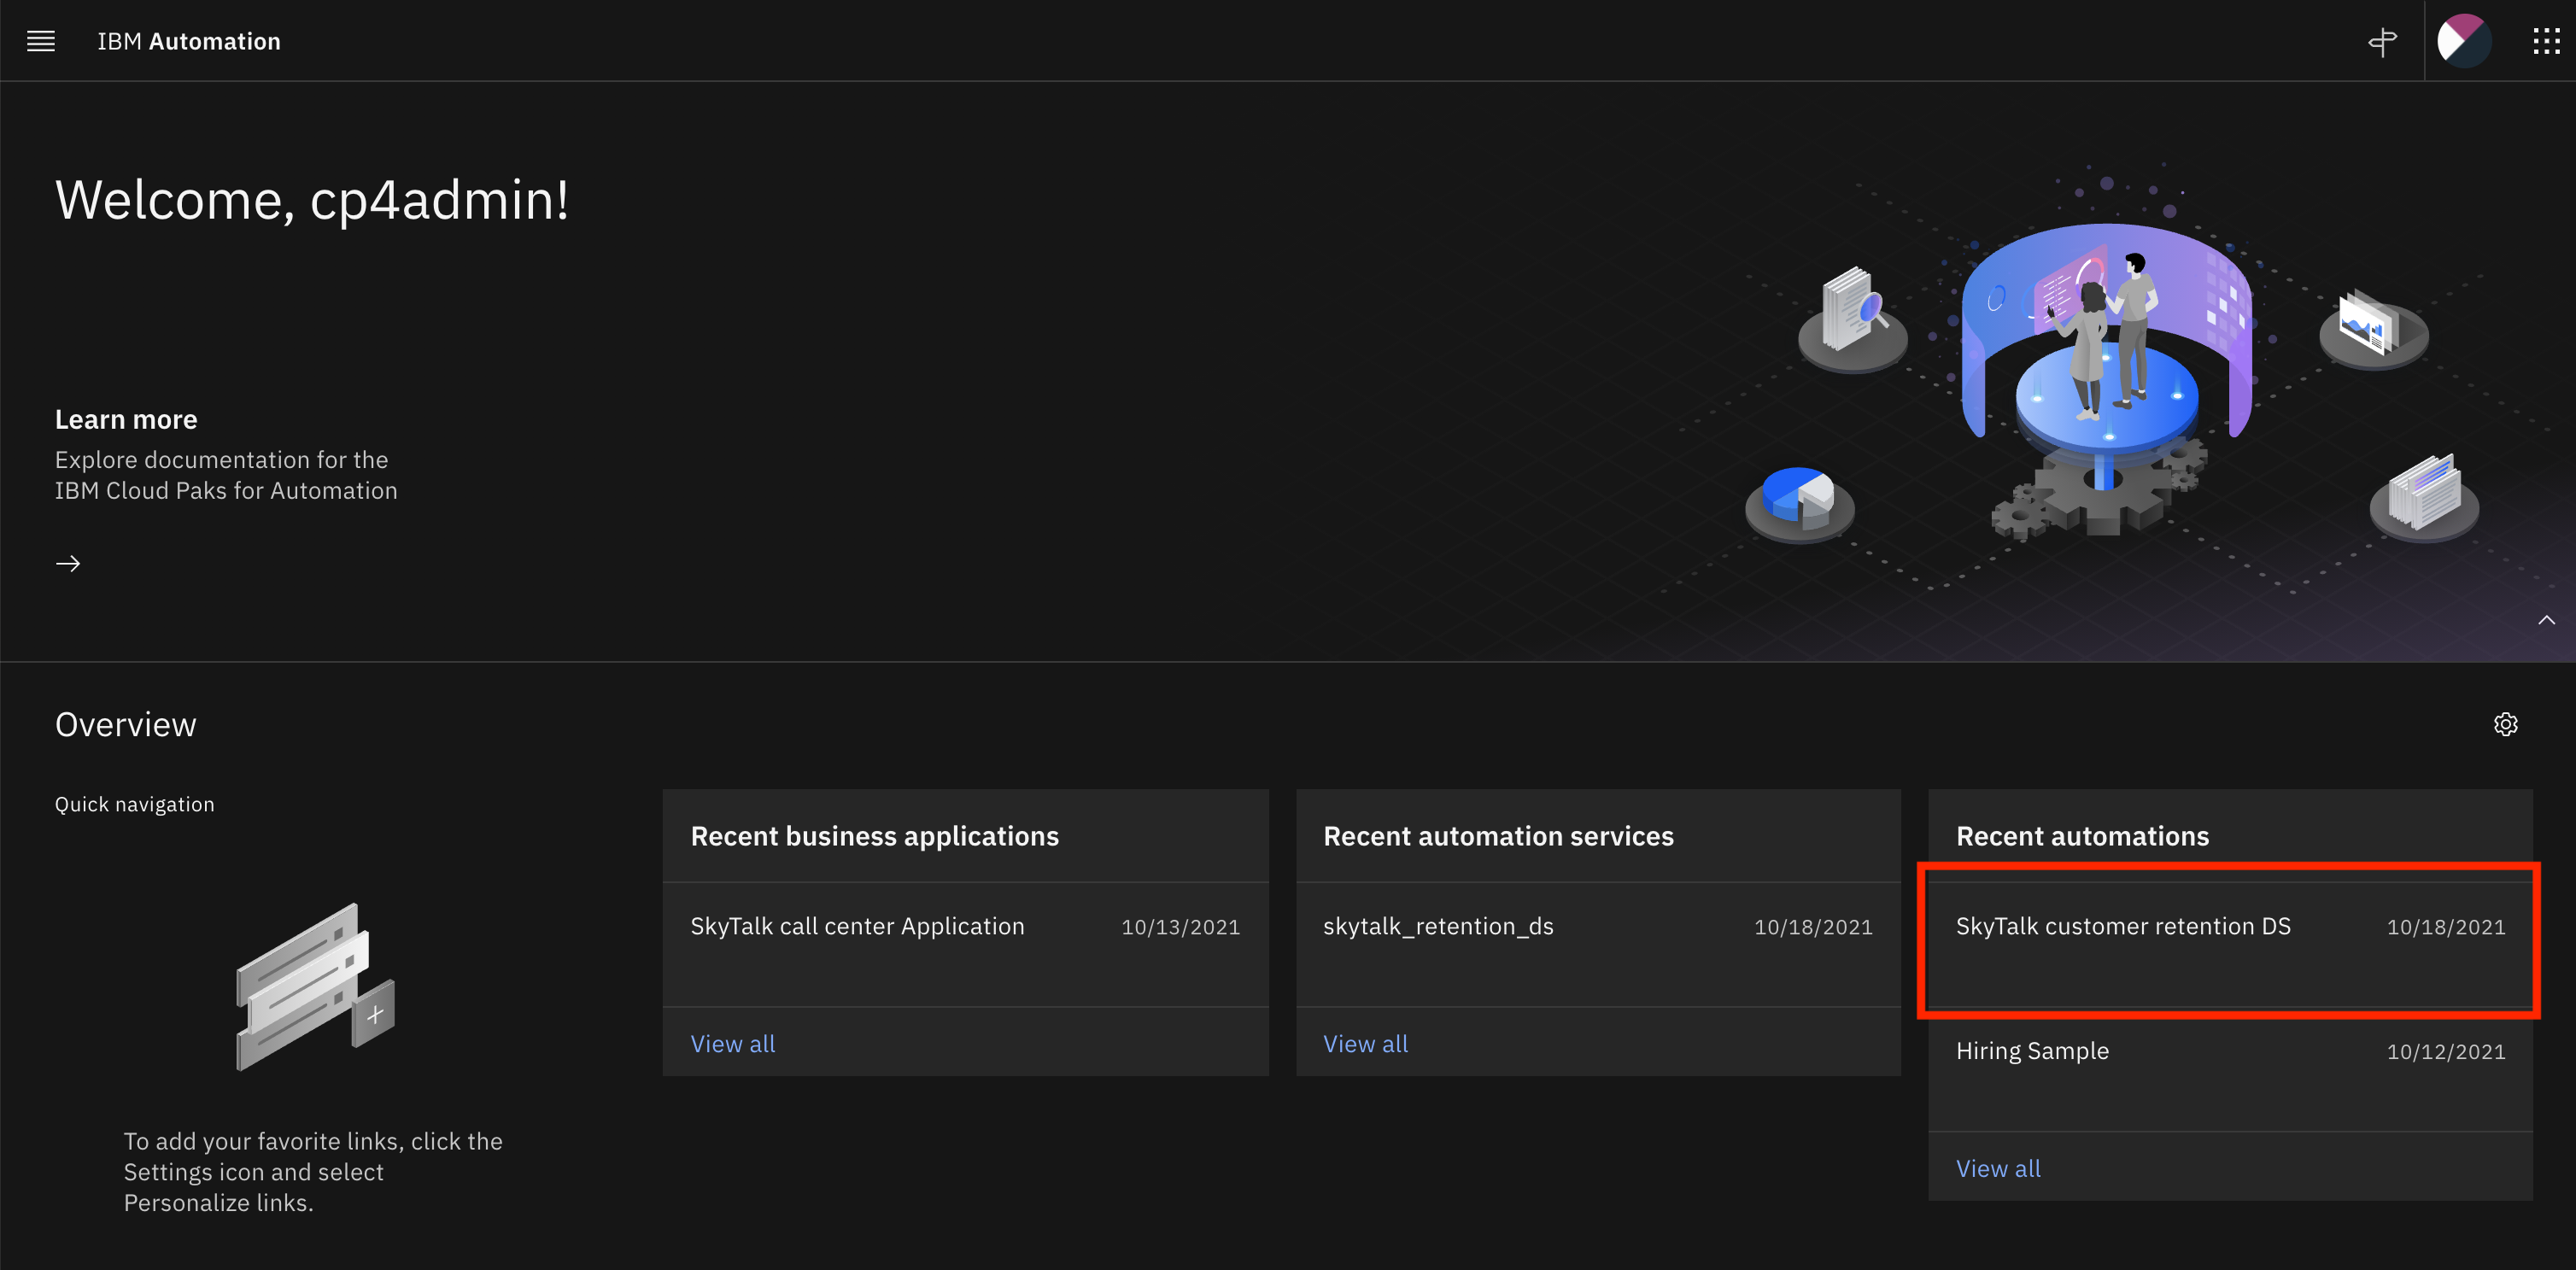 IBM Automation
Welcome, cp4admin!
Learn more
Explore documentation for the
IBM Cloud Paks for Automation
Overview
Quick navigation
To add your favorite links, click the
Settings icon and select
Personalize links.
Recent business applications
SkyTalk call center Application 10/13/2021
View all
Recent automation services
skytalk_retention_ds 10/18/2021
View all
Recent automations
SkyTalk customer retention DS 10/18/2021
Hiring Sample 10/12/2021
View all